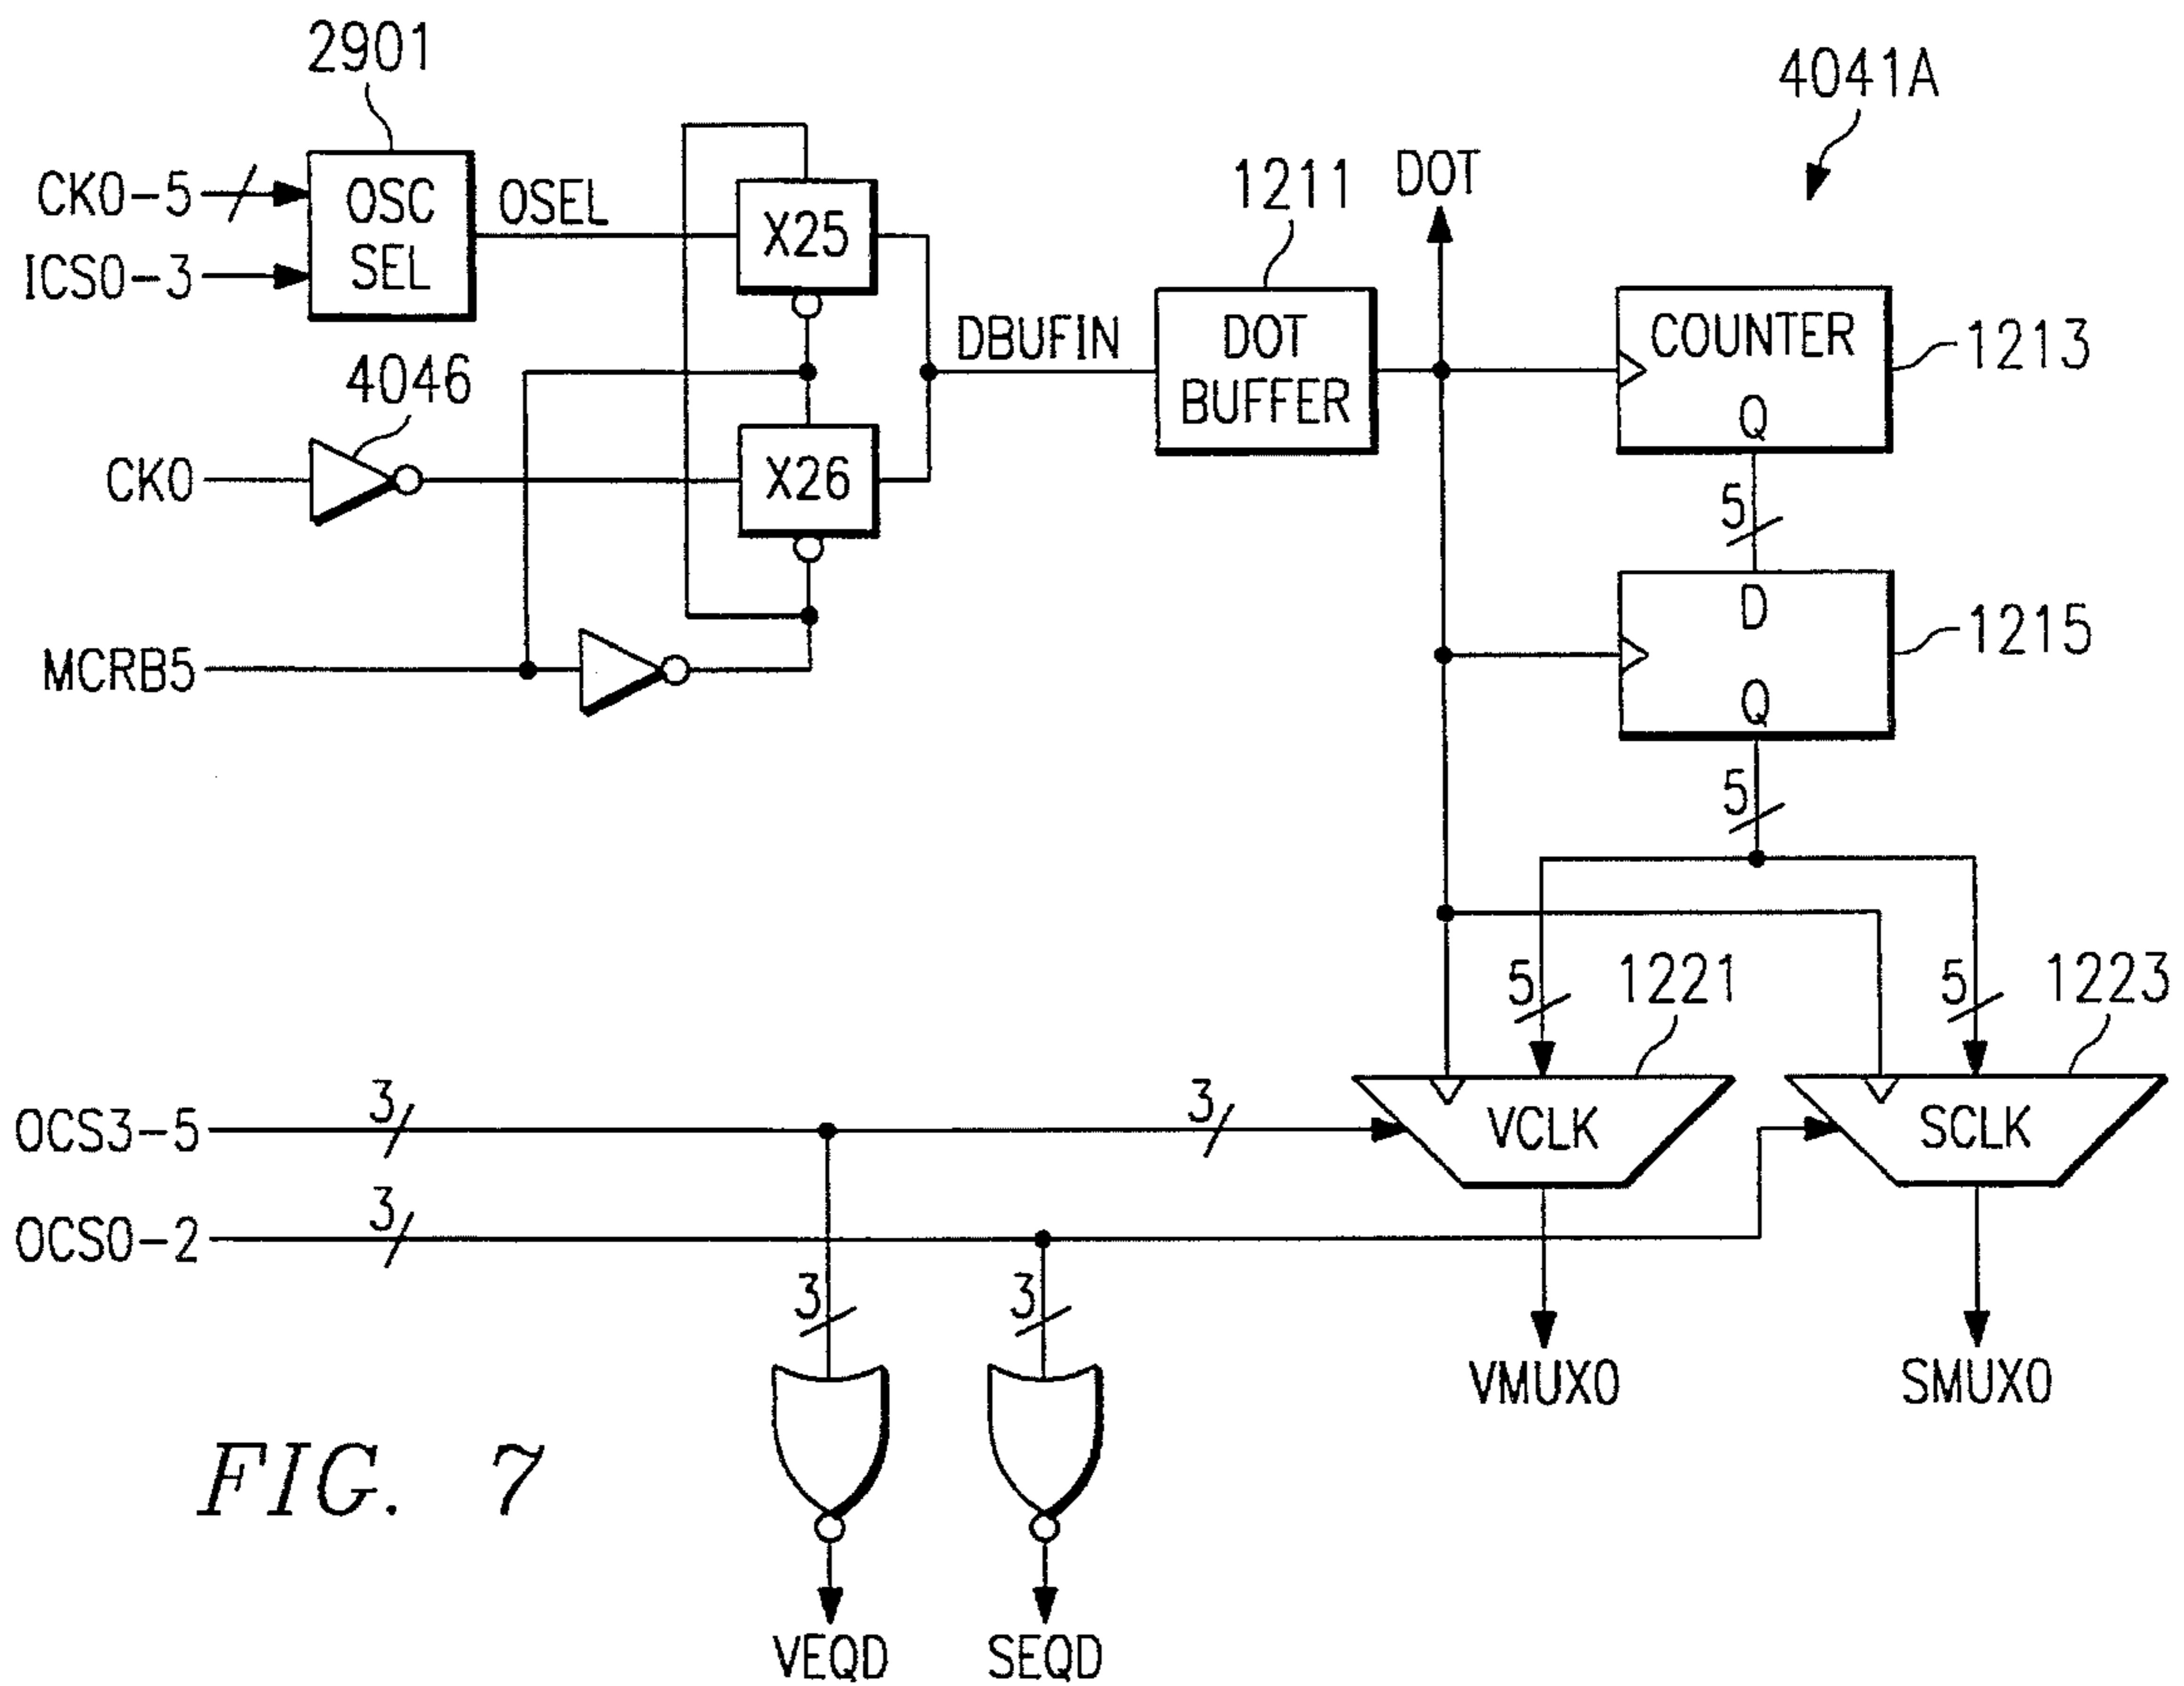 2901
4041A
CK0-5
OSC
SEL
OSEL
X25
1211
DOT
ICS0-3
4046
DBUFIN
DOT
BUFFER
COUNTER
Q
1213
CK0
X26
5
MCRB5
D
Q
1215
5
5
1221
5
1223
OCS3-5
3
3
VCLK
SCLK
OCS0-2
3
3
3
VMUXO
SMUXO
FIG. 7
VEQD
SEQD